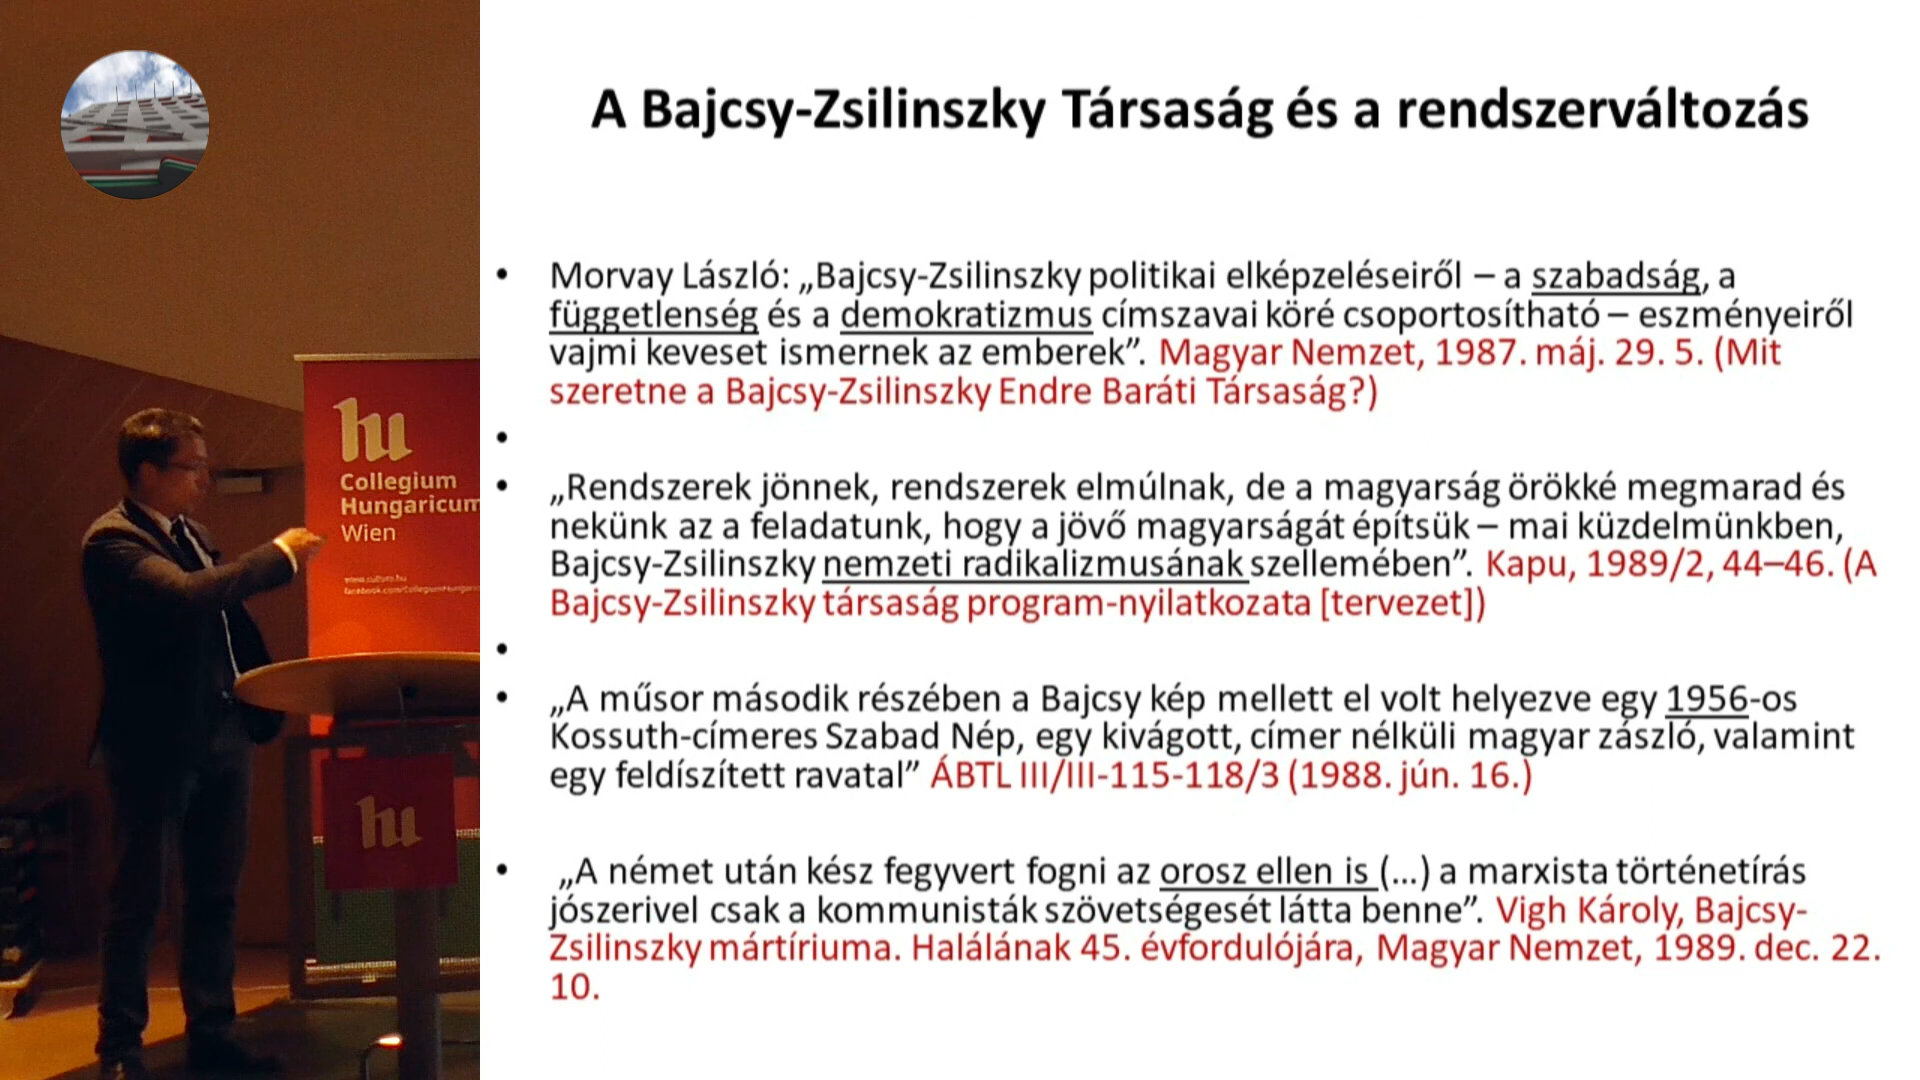 hu
Collegium
Hungaricum
Wien
hu
A Bajcsy-Zsilinszky Társaság és a rendszerváltozás
• Morvay László: „Bajcsy-Zsilinszky politikai elképzeléseiről – a szabadság, a
függetlenség és a demokratizmus címszavai köré csoportosítható – eszményeiről
vajmi keveset ismernek az emberek”. Magyar Nemzet, 1987. máj. 29. 5. (Mit
szeretne a Bajcsy-Zsilinszky Endre Baráti Társaság?)
•
• „Rendszerek jönnek, rendszerek elmúlnak, de a magyarság örökké megmarad és
nekünk az a feladatunk, hogy a jövő magyarságát építsük – mai küzdelmünkben,
Bajcsy-Zsilinszky nemzeti radikalizmusának szellemében”. Kapu, 1989/2, 44–46. (A
Bajcsy-Zsilinszky társaság program-nyilatkozata [tervezet])
•
• „A műsor második részében a Bajcsy kép mellett el volt helyezve egy 1956-os
Kossuth-címeres Szabad Nép, egy kivágott, címer nélküli magyar zászló, valamint
egy feldíszített ravatal” ÁBTL III/III-115-118/3 (1988. jún. 16.)
• „A német után kész fegyvert fogni az orosz ellen is (...) a marxista történetírás
jószerivel csak a kommunisták szövetségesét látta benne”. Vigh Károly, Bajcsy-
Zsilinszky mártíriuma. Halálának 45. évfordulójára, Magyar Nemzet, 1989. dec. 22.
10.